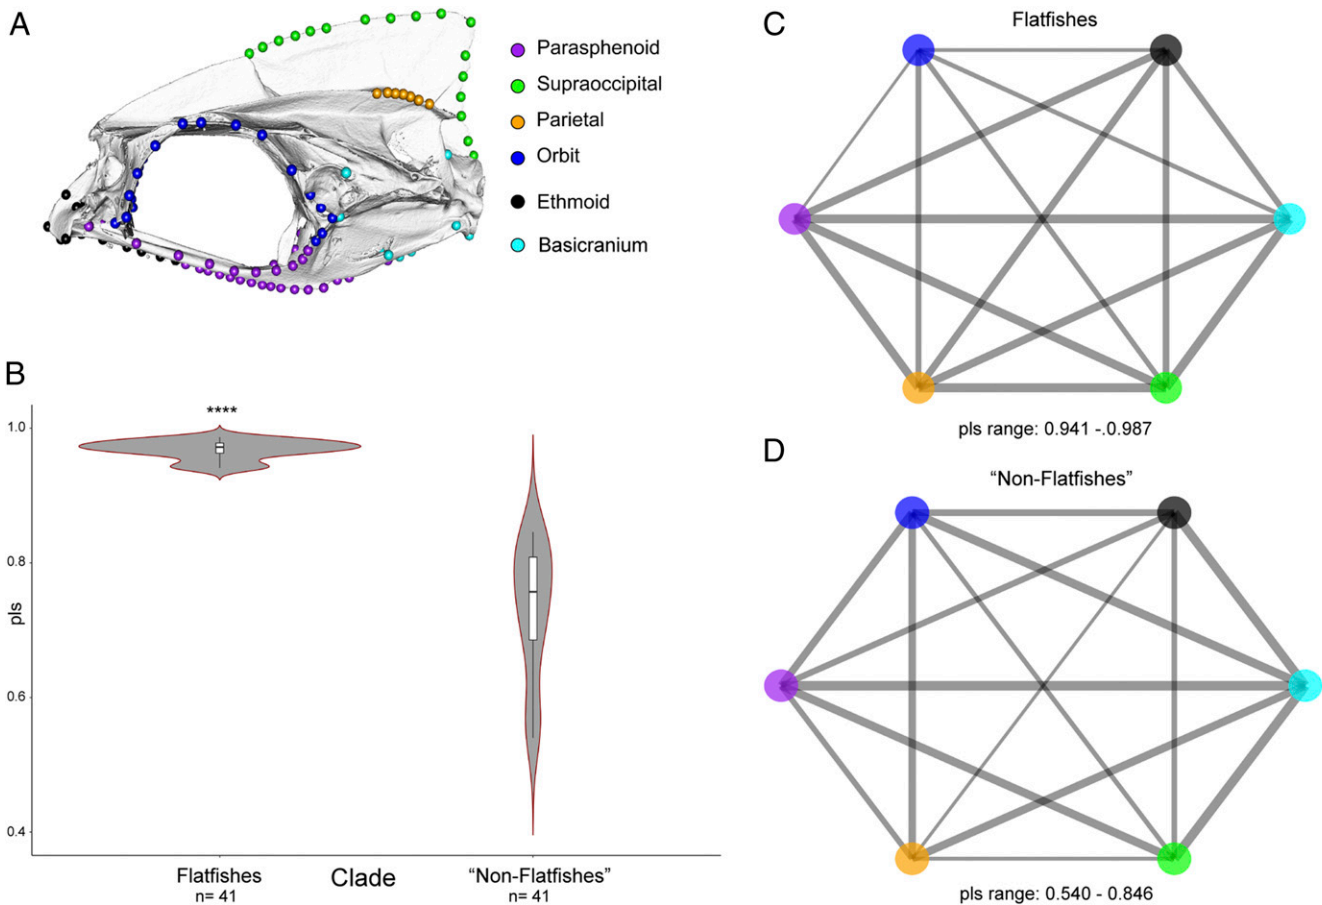 A
Parasphenoid
Supraoccipital
Parietal
Orbit
Ethmoid
Basicranium
B
****
1.0
0.8
0.6
0.4
pls
Flatfishes
n= 41
Clade
“Non-Flatfishes”
n= 41
C
Flatfishes
pls range: 0.941 -.0.987
D
“Non-Flatfishes”
pls range: 0.540 - 0.846